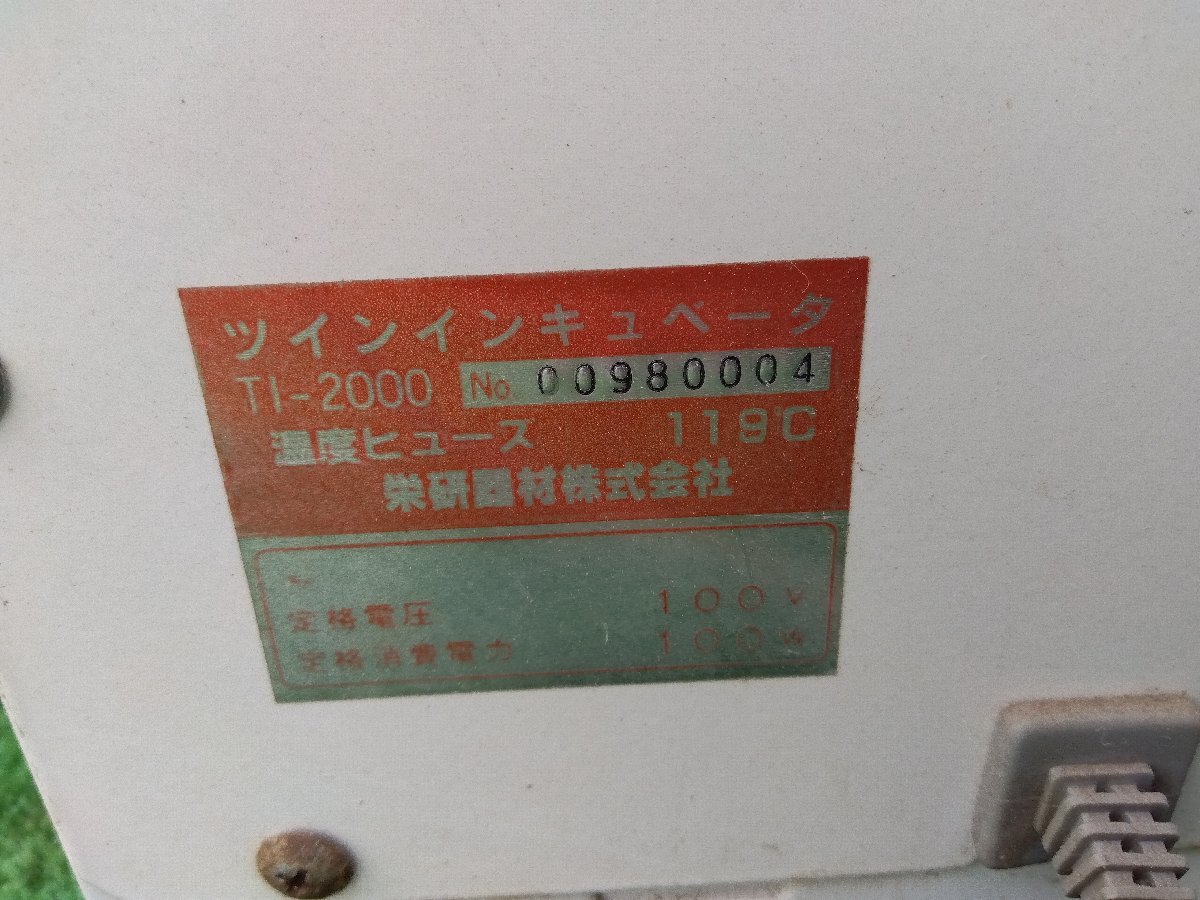 ツインインキュベータ
TI-2000 No 00980004
温度ヒューズ 119℃
栄研器材株式会社
定格電圧 100V
定格消費電力 100W